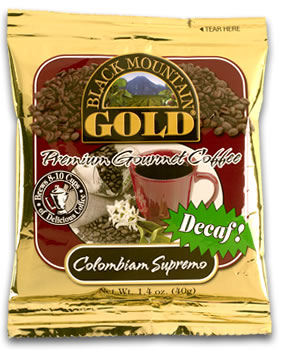 ◂TEAR HERE
BLACK MOUNTAIN
GOLD
Premium Gourmet Coffee
Brews 8-10 Cups
of Delicious Coffee
Decaf!
Colombiam Supremo
Net Wt. 1.4 oz. (40g)